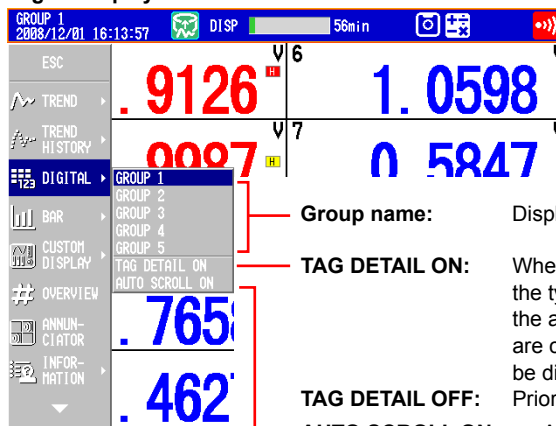 GROUP 1
2008/12/01 16:13:57
DISP
56min
ESC
TREND
TREND
HISTORY
DIGITAL
BAR
CUSTOM
DISPLAY
OVERVIEW
ANNUN-
CIATOR
INFOR-
MATION
GROUP 1
GROUP 2
GROUP 3
GROUP 4
GROUP 5
TAG DETAIL ON
AUTO SCROLL ON
V
.9126
H
6
1.0598
V
H
7
0.5847
.765
.462
Group name:
TAG DETAIL ON:
the
are
be
TAG DETAIL OFF: